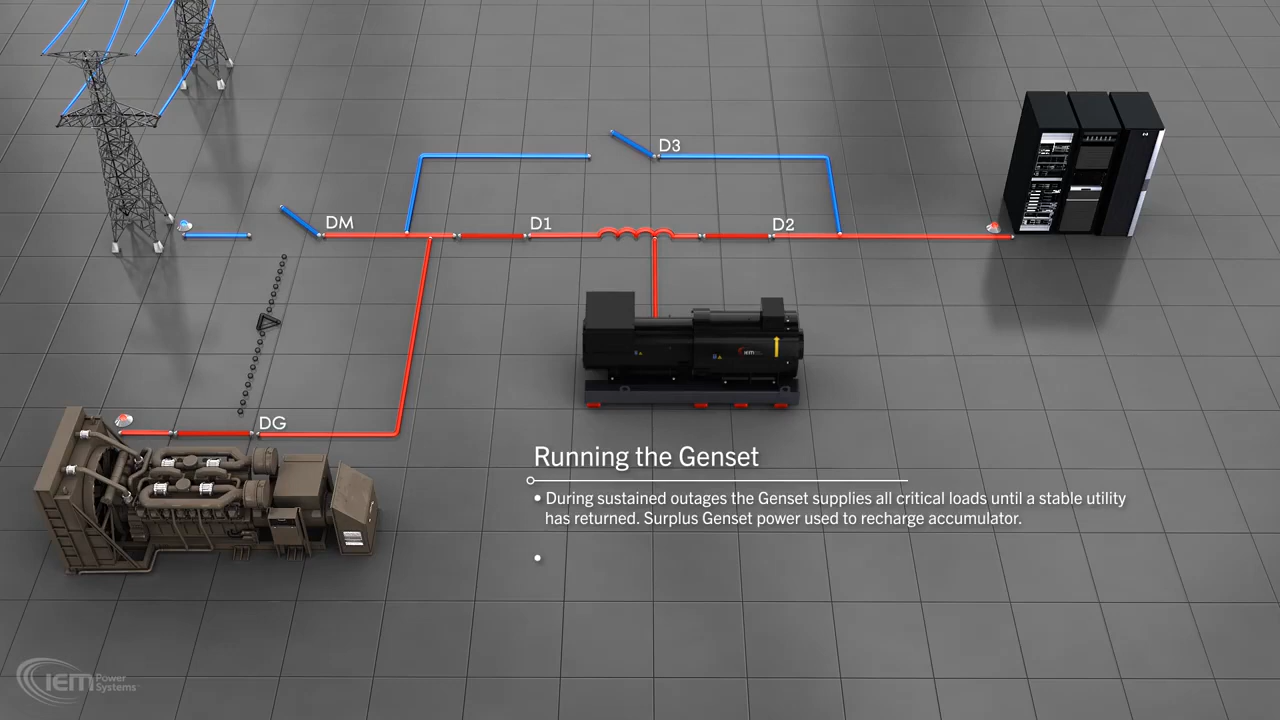 D3
DM
D1
D2
IEM
DG
Running the Genset
• During sustained outages the Genset supplies all critical loads until a stable utility
has returned. Surplus Genset power used to recharge accumulator.
•
IEM Power
Systems